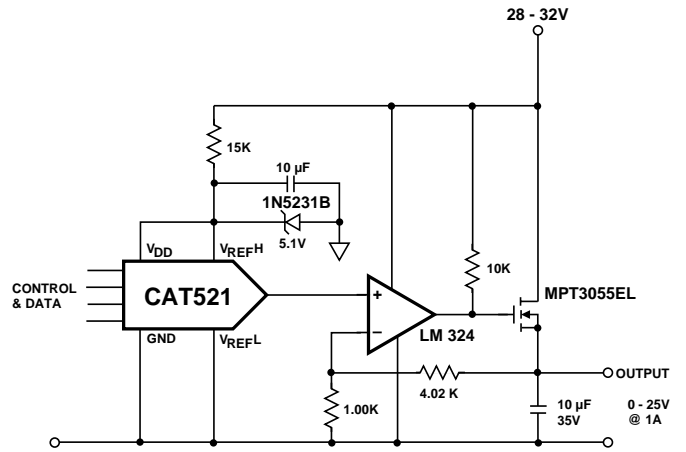 28 - 32V
15K
10 µF
1N5231B
5.1V
VDD
VREFH
CONTROL
& DATA
CAT521
GND
VREFL
+
–
LM 324
10K
MPT3055EL
4.02 K
1.00K
OUTPUT
10 µF
35V
0 - 25V
@ 1A